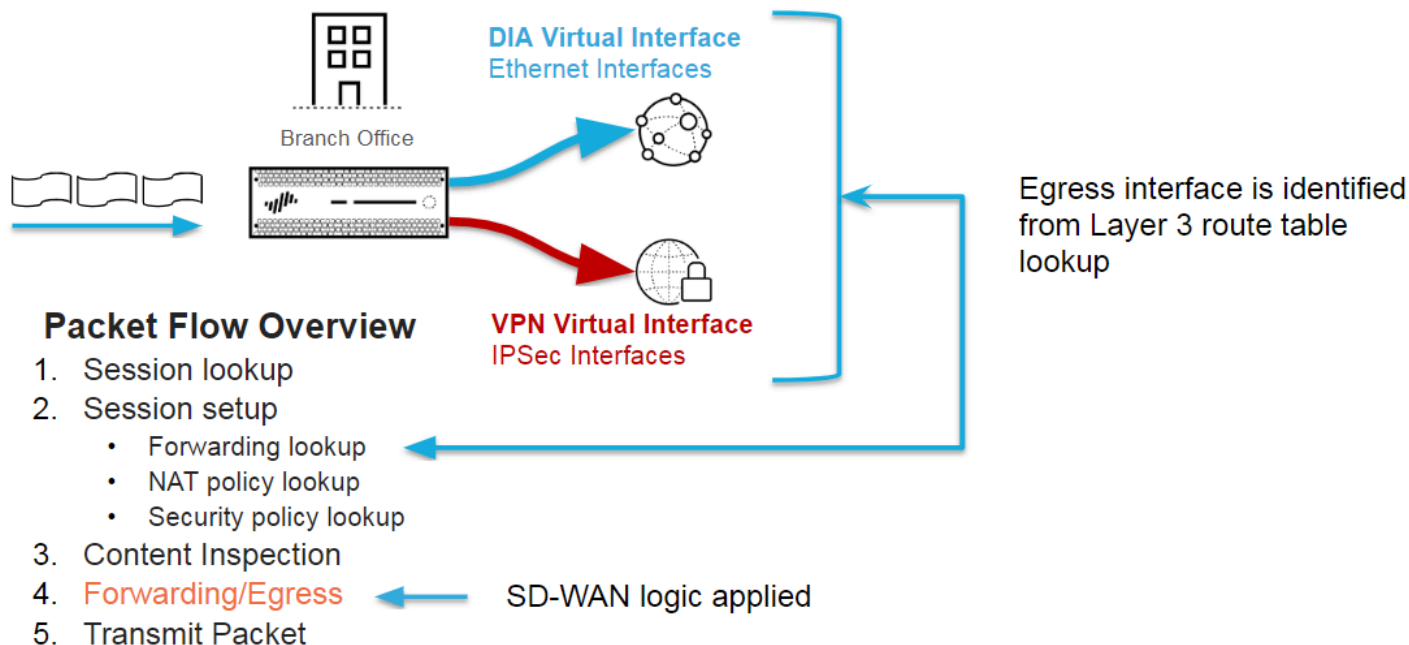 DIA Virtual Interface
Ethernet Interfaces
Branch Office
Egress interface is identified
from Layer 3 route table
lookup
VPN Virtual Interface
IPSec Interfaces
Packet Flow Overview
1. Session lookup
2. Session setup
• Forwarding lookup
• NAT policy lookup
• Security policy lookup
3. Content Inspection
4. Forwarding/Egress
SD-WAN logic applied
5. Transmit Packet